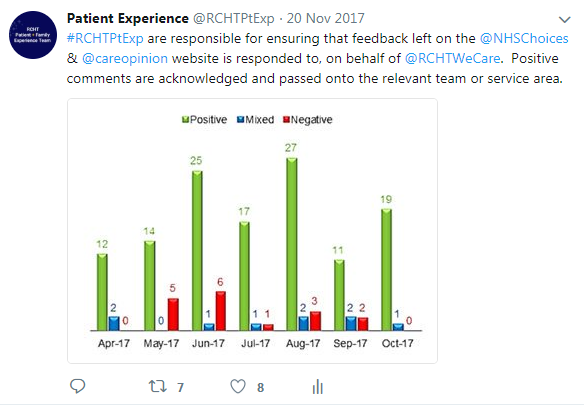 RCHT
Patient + Family
Experience Team
Patient Experience @RCHTPtExp · 20 Nov 2017
#RCHTPtExp are responsible for ensuring that feedback left on the @NHSChoices
& @careopinion website is responded to, on behalf of @RCHTWeCare. Positive
comments are acknowledged and passed onto the relevant team or service area.
Positive Mixed Negative
12 2 0
14 0 5
25 1 6
17 1 1
27 2 3
11 2 2
19 1 0
Apr-17 May-17 Jun-17 Jul-17 Aug-17 Sep-17 Oct-17
7 8